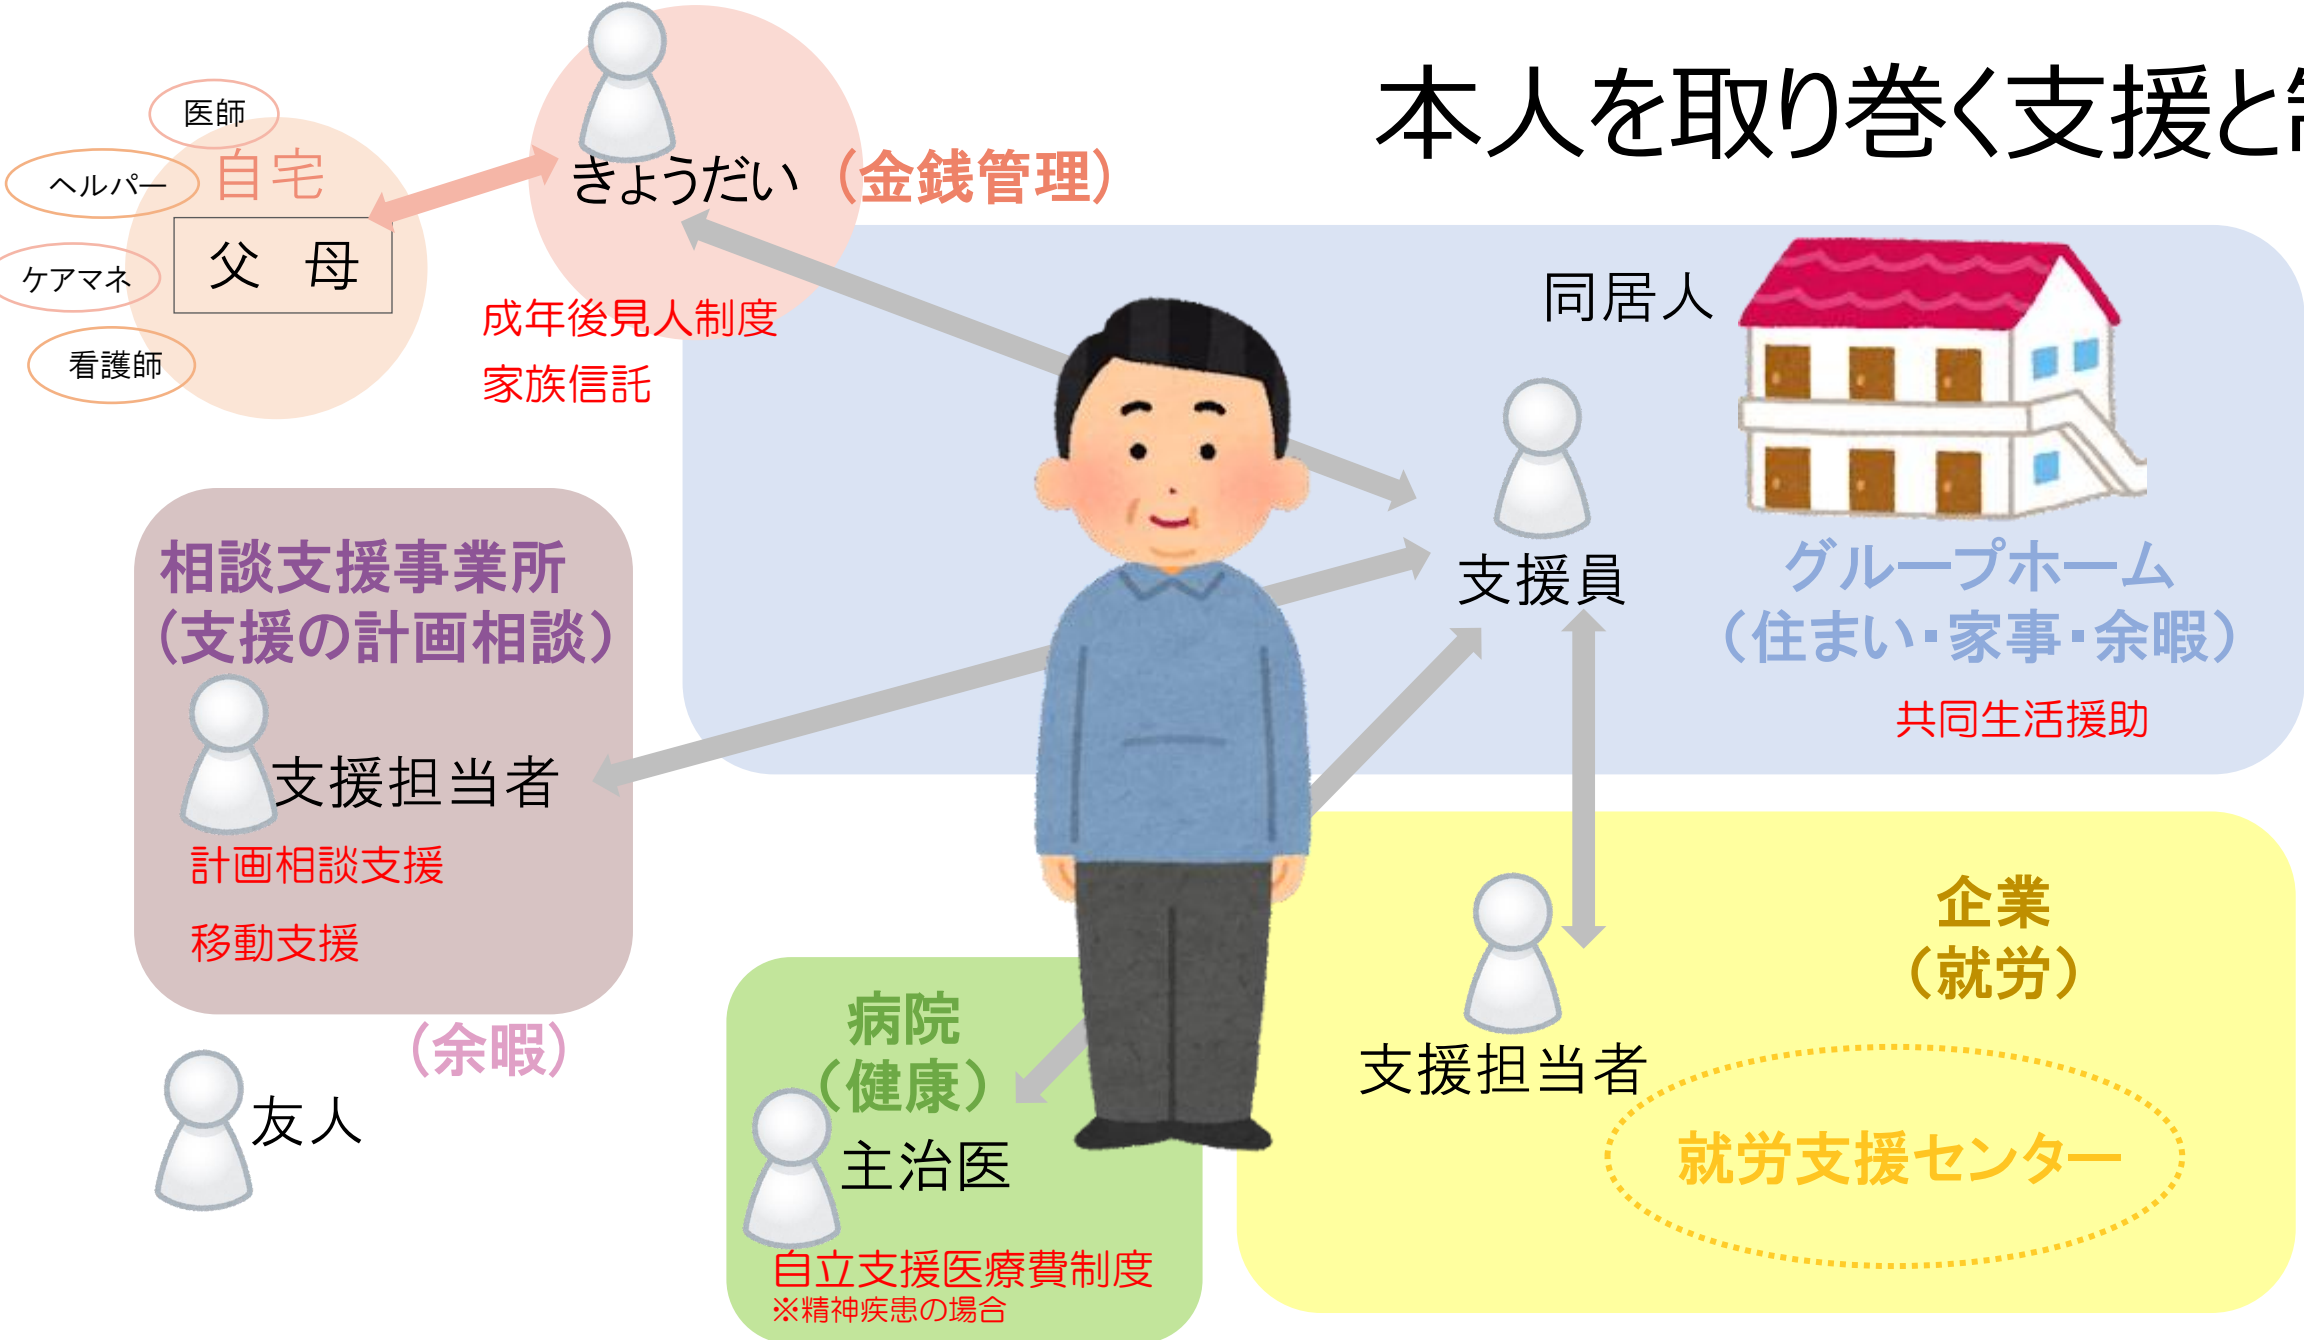 本人を取り巻く支援と
医師
自宅
ヘルパー
父　母
ケアマネ
看護師
きょうだい（金銭管理）
成年後見人制度
家族信託
同居人
支援員
グループホーム
（住まい・家事・余暇）
共同生活援助
相談支援事業所
（支援の計画相談）
支援担当者
計画相談支援
移動支援
（余暇）
友人
病院
（健康）
主治医
自立支援医療費制度
※精神疾患の場合
企業
（就労）
支援担当者
就労支援センター